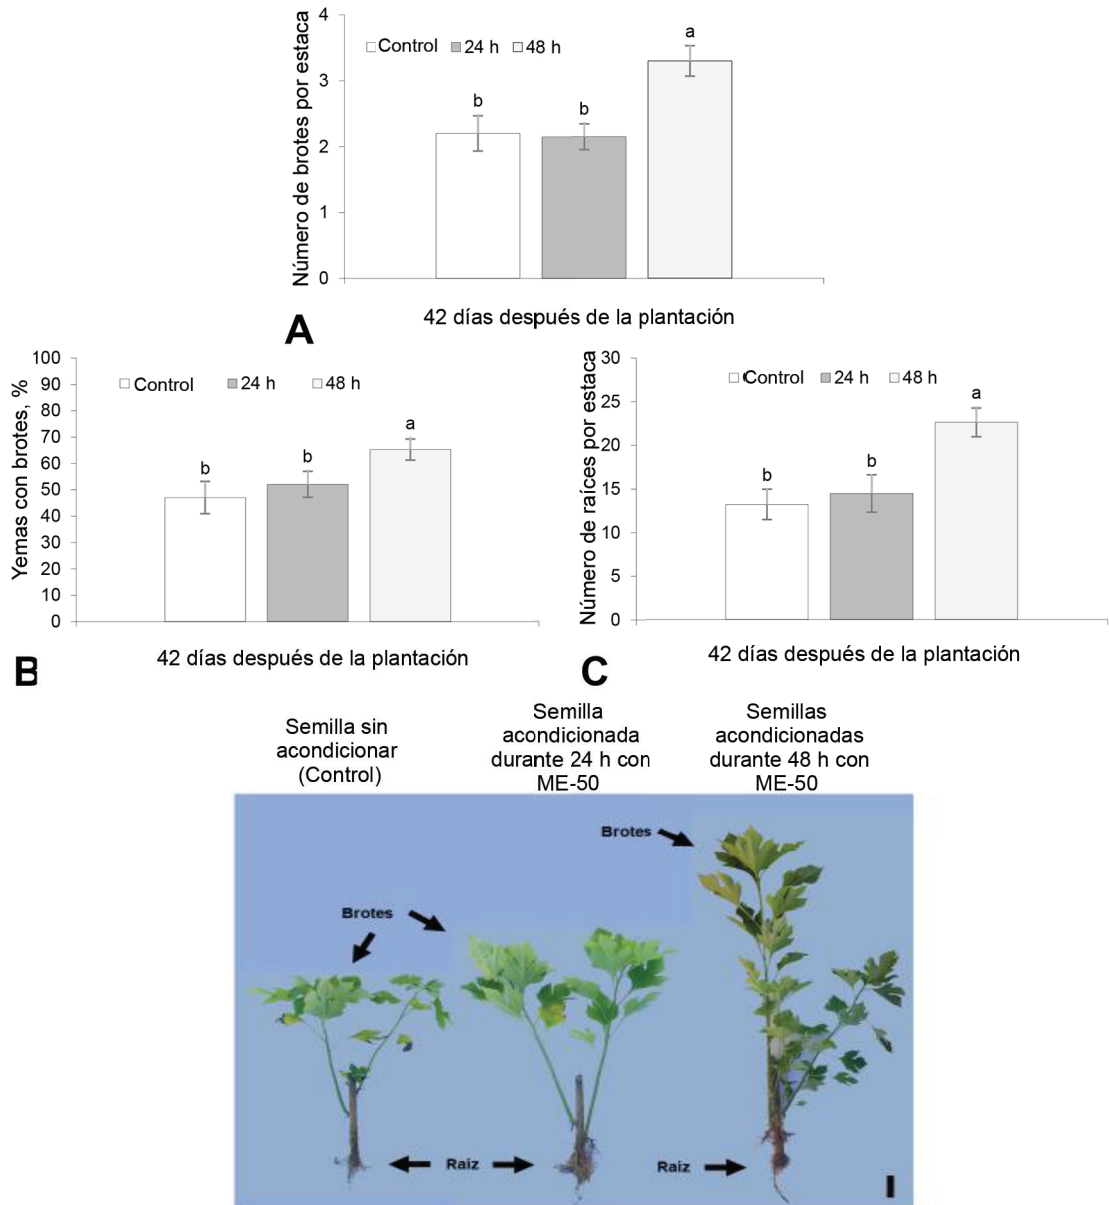 4
3
2
1
0
Número de brotes por estaca
Control 24 h 48 h
b
b
a
42 días después de la plantación
A
100
90
80
70
60
50
40
30
20
10
0
Yemas con brotes, %
Control 24 h 48 h
b
b
a
42 días después de la plantación
B
30
25
20
15
10
5
0
Número de raíces por estaca
Control 24 h 48 h
b
b
a
42 días después de la plantación
C
Semilla sin
acondicionar
(Control)
Semilla
acondicionada
durante 24 h con
ME-50
Semillas
acondicionadas
durante 48 h con
ME-50
Brotes
Brotes
Raíz
Raíz